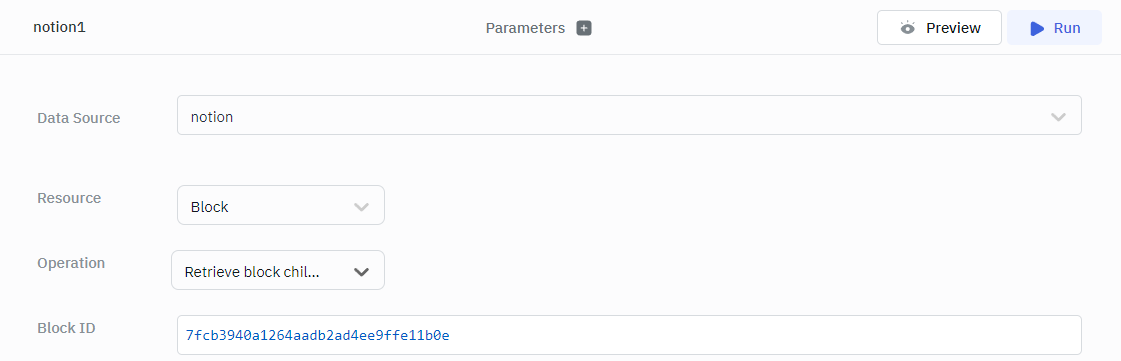 notion1
Parameters
Preview
Run
Data Source
notion
Resource
Block
Operation
Retrieve block chil...
Block ID
7fcb3940a1264aadb2ad4ee9ffe11b0e